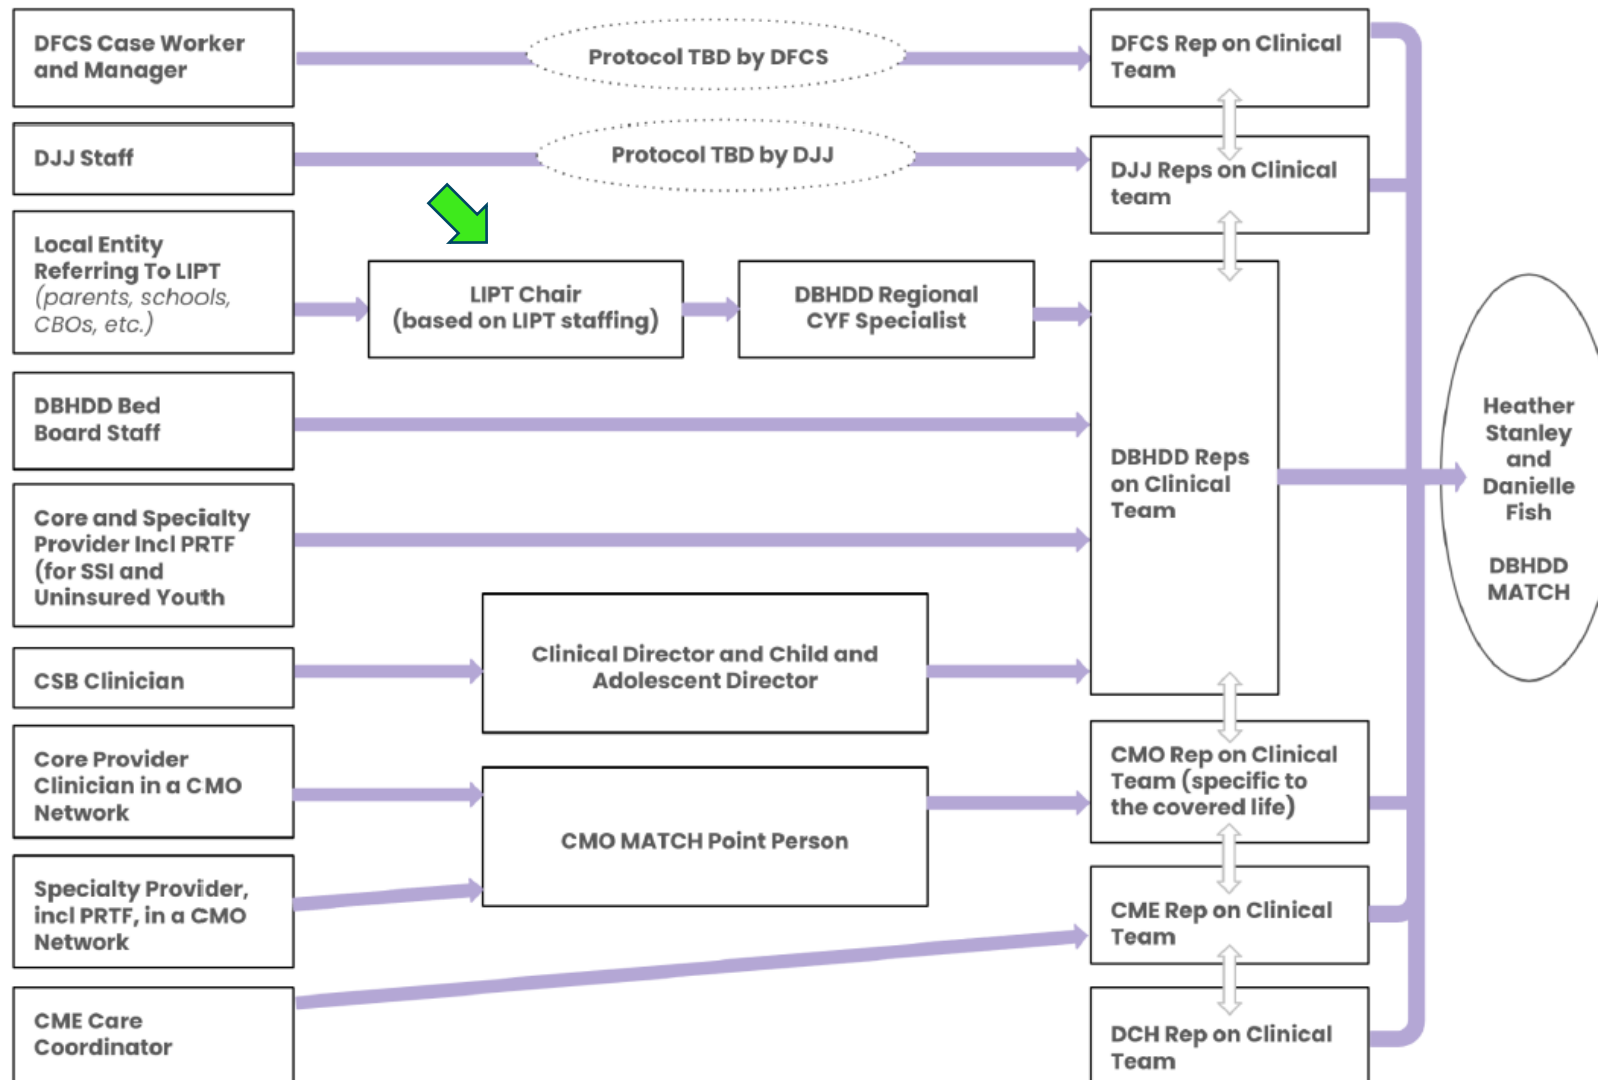 DFCS Case Worker
and Manager
Protocol TBD by DFCS
DFCS Rep on Clinical
Team
DJJ Staff
Protocol TBD by DJJ
DJJ Reps on Clinical
team
Local Entity
Referring To LIPT
(parents, schools,
CBOs, etc.)
LIPT Chair
(based on LIPT staffing)
DBHDD Regional
CYF Specialist
DBHDD Bed
Board Staff
DBHDD Reps
on Clinical
Team
Heather
Stanley
and
Danielle
Fish
DBHDD
MATCH
Core and Specialty
Provider Incl PRTF
(for SSI and
Uninsured Youth
CSB Clinician
Clinical Director and Child and
Adolescent Director
Core Provider
Clinician in a CMO
Network
CMO MATCH Point Person
CMO Rep on Clinical
Team (specific to
the covered life)
Specialty Provider,
incl PRTF, in a CMO
Network
CME Rep on Clinical
Team
CME Care
Coordinator
DCH Rep on Clinical
Team